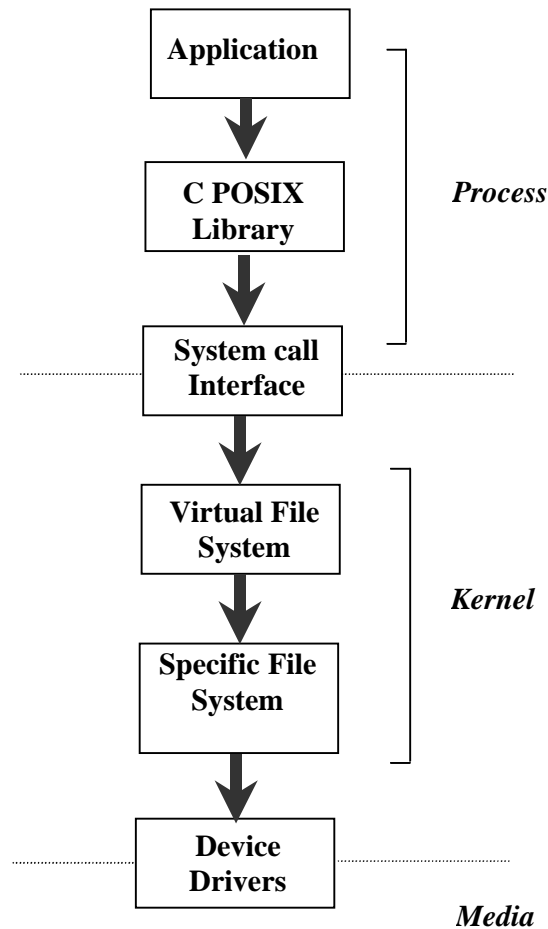 Application
C POSIX
Library
Process
System call
Interface
Virtual File
System
Kernel
Specific File
System
Device
Drivers
Media